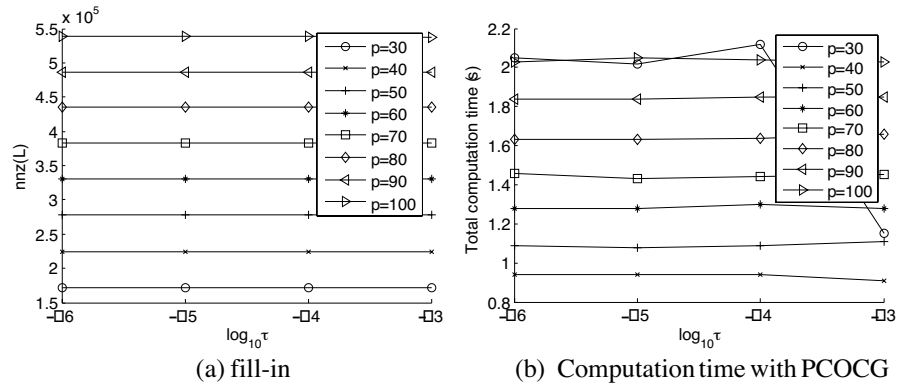 x 10⁵
5.5
5
4.5
4
3.5
3
2.5
2
1.5
nnz(L)
-□6
-□5
-□4
-□3
log₁₀τ
p=30
p=40
p=50
p=60
p=70
p=80
p=90
p=100
(a) fill-in
2.2
2
1.8
1.6
1.4
1.2
1
0.8
Total computation time (s)
-□6
-□5
-□4
-□3
log₁₀τ
p=30
p=40
p=50
p=60
p=70
p=80
p=90
p=100
(b) Computation time with PCOCG